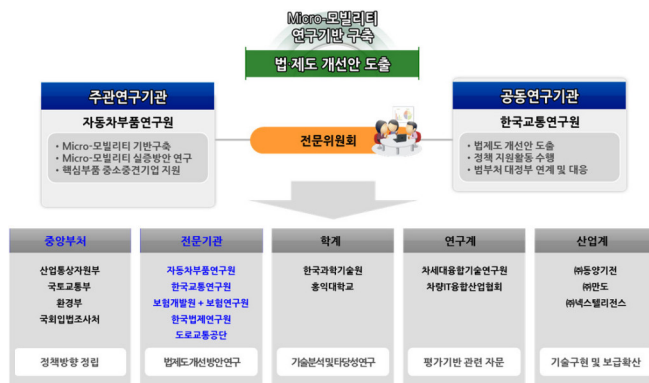 Micro-모빌리티
연구기반 구축
법·제도 개선안 도출
주관연구기관
자동차부품연구원
• Micro-모빌리티 기반구축
• Micro-모빌리티 실증방안 연구
• 핵심부품 중소중견기업 지원
전문위원회
공동연구기관
한국교통연구원
• 법제도 개선안 도출
• 정책 지원활동 수행
• 범부처 대정부 연계 및 대응
중앙부처
산업통상자원부
국토교통부
환경부
국회입법조사처
정책방향 정립
전문기관
자동차부품연구원
한국교통연구원
보험개발원 + 보험연구원
한국법제연구원
도로교통공단
법제도개선방안연구
학계
한국과학기술원
홍익대학교
기술분석및타당성연구
연구계
차세대융합기술연구원
차량IT융합산업협회
평가기반 관련 자문
산업계
㈜동양기전
㈜만도
㈜넥스텔리전스
기술구현 및 보급확산